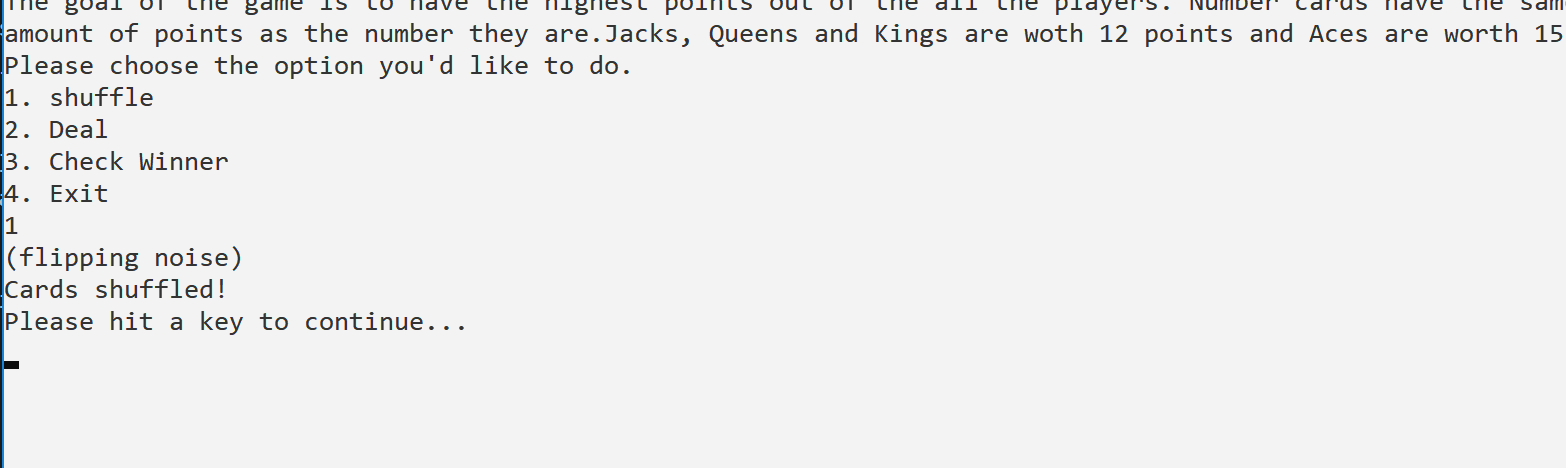 The goal of the game is to have the highest points out of the all the players. Number cards have the sam
amount of points as the number they are.Jacks, Queens and Kings are woth 12 points and Aces are worth 15
Please choose the option you'd like to do.
1. shuffle
2. Deal
3. Check Winner
4. Exit
1
(flipping noise)
Cards shuffled!
Please hit a key to continue...